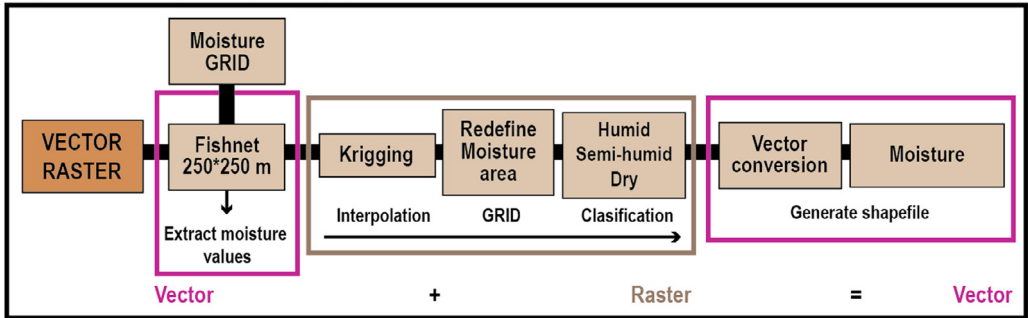 Moisture
GRID
VECTOR
RASTER
Fishnet
250*250 m
Extract moisture
values
Krigging
Redefine
Moisture
area
Humid
Semi-humid
Dry
Interpolation
GRID
Clasification
Vector
conversion
Moisture
Generate shapefile
Vector
+
Raster
=
Vector